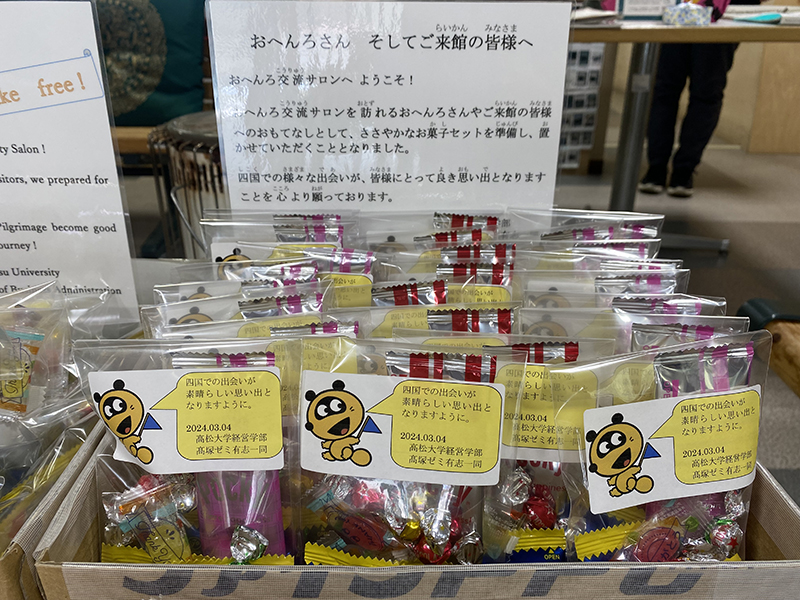 ke free!
ty Salon!
sitors, we prepared for
Pilgrimage become good
ourney!
su University
of Business Administration
おへんろさん そしてご来館の皆様へ
おへんろ交流サロンへ ようこそ!
おへんろ交流サロンを訪れるおへんろさんやご来館の皆様
へのおもてなしとして、ささやかなお菓子セットを準備し、置
かせていただくこととなりました。
四国での様々な出会いが、皆様にとって良き思い出となります
ことを心より願っております。
四国での出会いが
素晴らしい思い出と
なりますように。
2024.03.04
高松大学経営学部
髙塚ゼミ有志一同
四国での出会いが
素晴らしい思い出と
なりますように。
2024.03.04
高松大学経営学部
髙塚ゼミ有志一同
四国での出会いが
素晴らしい思い出と
なりますように。
2024.03.04
高松大学経営学部
髙塚ゼミ有志一同
OPEN